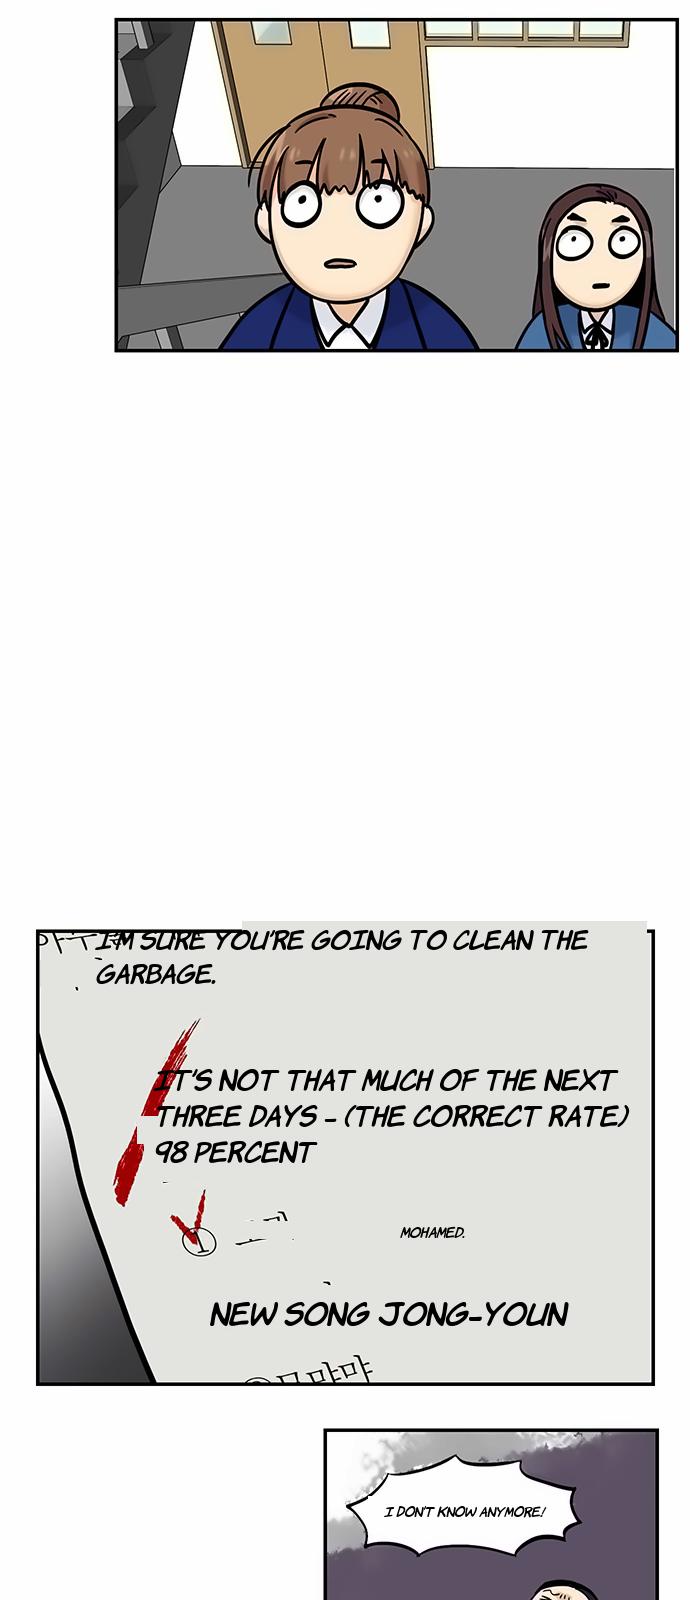 I'M SURE YOU'RE GOING TO CLEAN THE
GARBAGE.
IT'S NOT THAT MUCH OF THE NEXT
THREE DAYS - (THE CORRECT RATE)
98 PERCENT
①
MOHAMED.
NEW SONG JONG-YOUN
I DON'T KNOW ANYMORE!